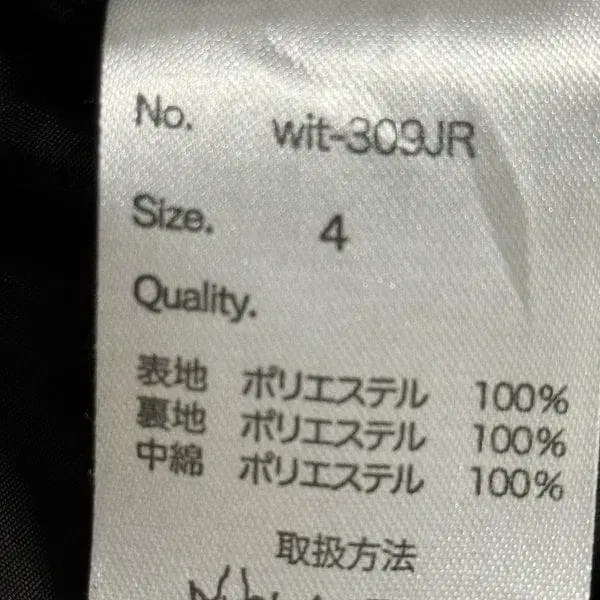 No. wit-309JR
Size. 4
Quality.
表地 ポリエステル 100%
裏地 ポリエステル 100%
中綿 ポリエステル 100%
取扱方法